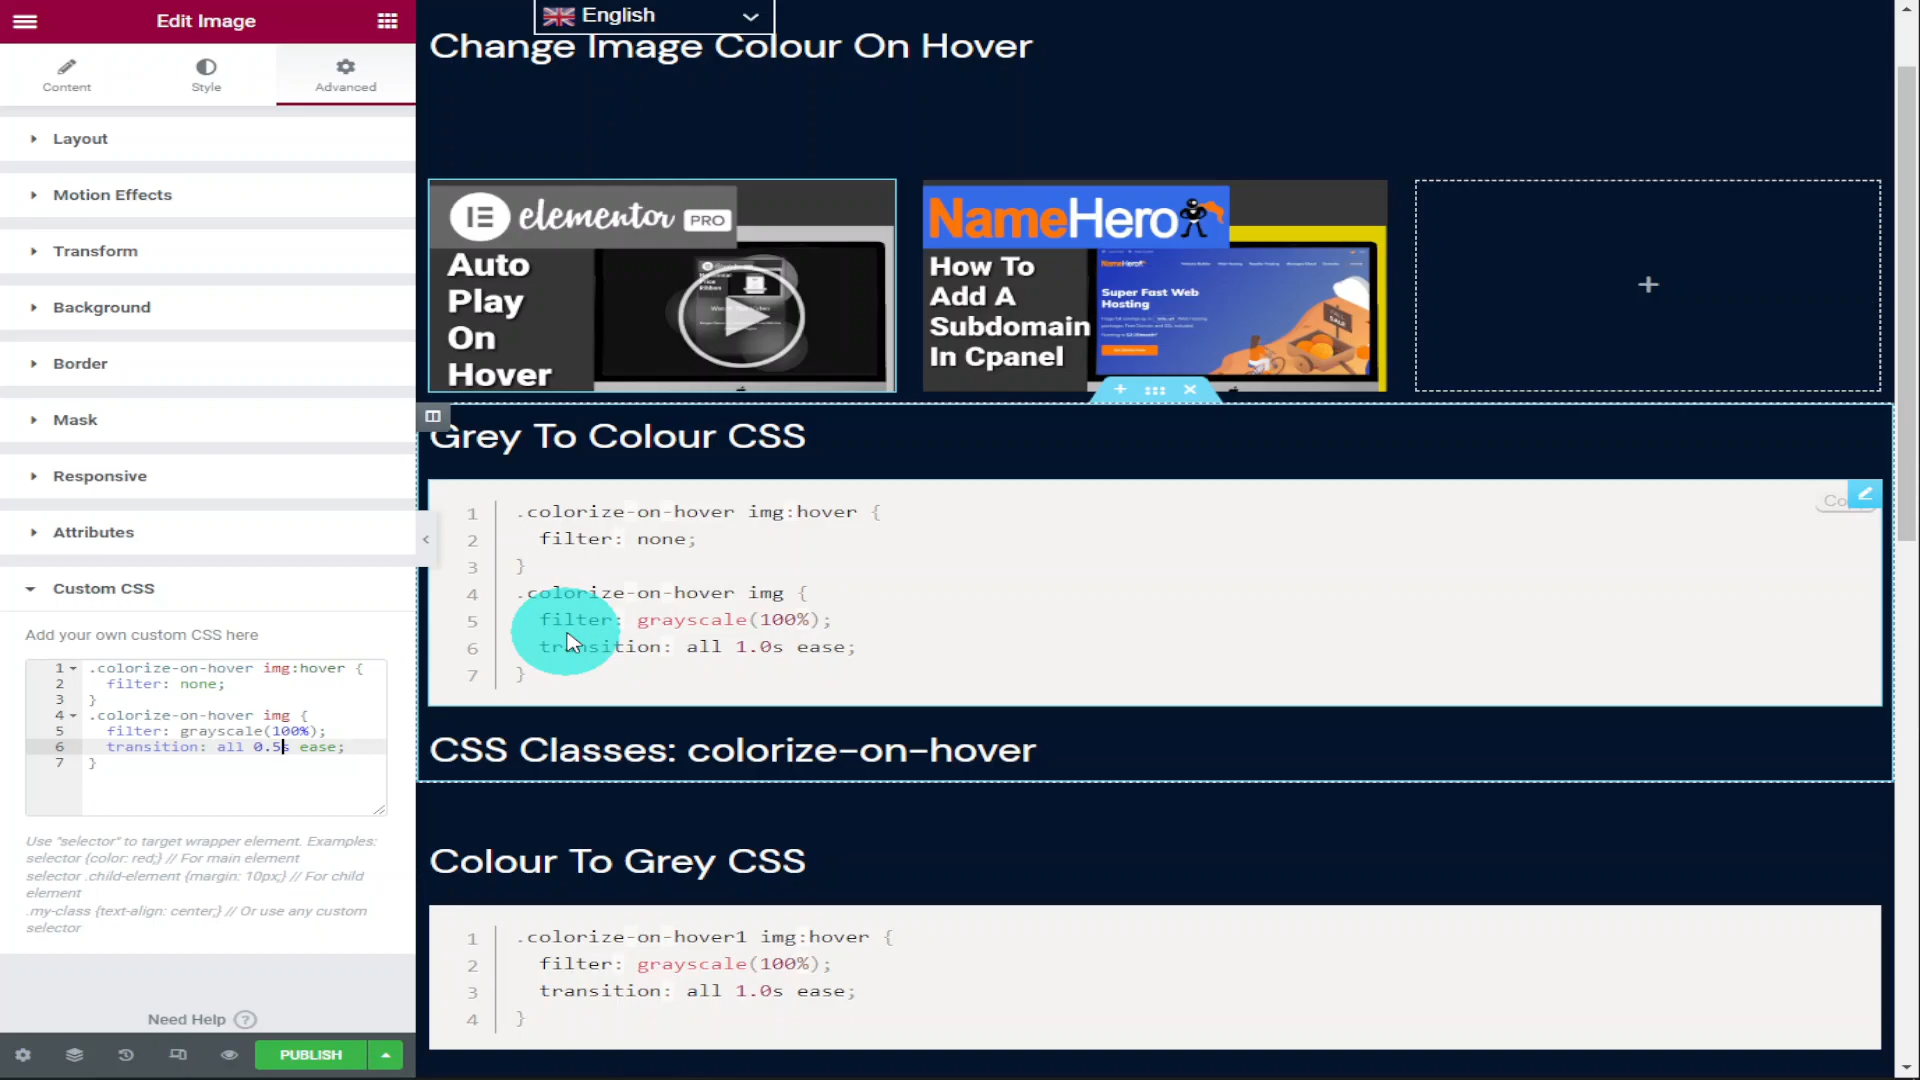 Edit Image
Content
Style
Advanced
Layout
Motion Effects
Transform
Background
Border
Mask
Responsive
Attributes
Custom CSS
Add your own custom CSS here
1 .colorize-on-hover img:hover {
2 filter: none;
3 }
4 .colorize-on-hover img {
5 filter: grayscale(100%);
6 transition: all 0.5s ease;
7 }
Use "selector" to target wrapper element. Examples:
selector {color: red;} // For main element
selector .child-element {margin: 10px;} // For child
element
.my-class {text-align: center;} // Or use any custom
selector
Need Help ?
PUBLISH
English
Change Image Colour On Hover
elementor PRO
Auto
Play
On
Hover
NameHero
How To
Add A
Subdomain
In Cpanel
Super Fast Web
Hosting
Grey To Colour CSS
1 .colorize-on-hover img:hover {
2 filter: none;
3 }
4 .colorize-on-hover img {
5 filter: grayscale(100%);
6 transition: all 1.0s ease;
7 }
CSS Classes: colorize-on-hover
Colour To Grey CSS
1 .colorize-on-hover1 img:hover {
2 filter: grayscale(100%);
3 transition: all 1.0s ease;
4 }